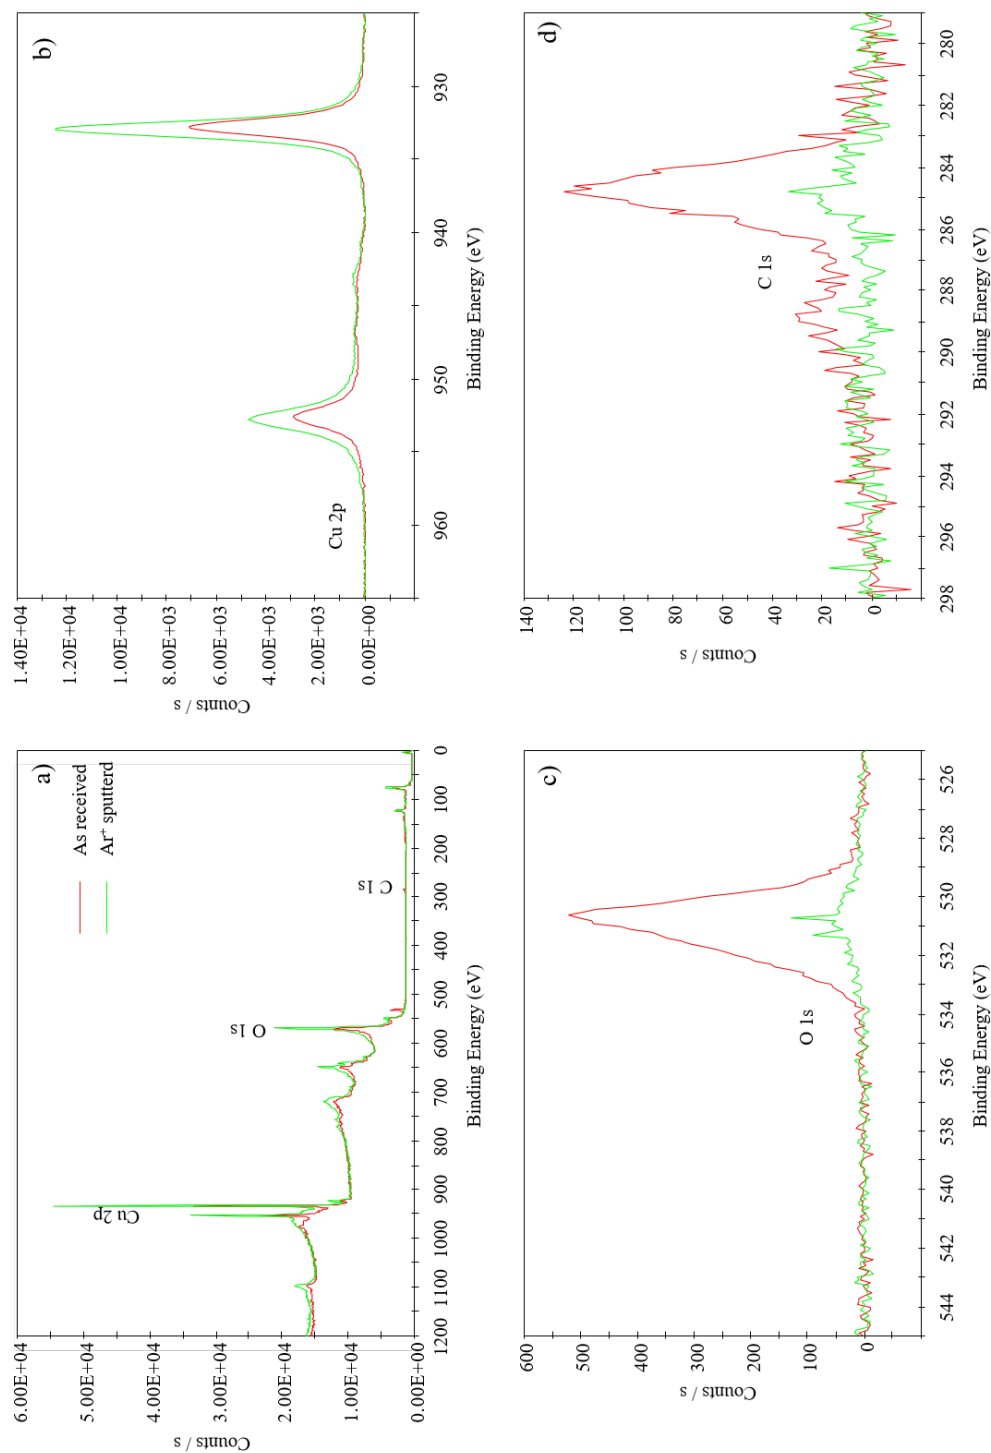 a)
6.00E+04
5.00E+04
4.00E+04
3.00E+04
2.00E+04
1.00E+04
0.00E+00
Counts / s
As received
Ar⁺ sputterd
Cu 2p
O 1s
C 1s
1200 1100 1000 900 800 700 600 500 400 300 200 100 0
Binding Energy (eV)
b)
1.40E+04
1.20E+04
1.00E+04
8.00E+03
6.00E+03
4.00E+03
2.00E+03
0.00E+00
Counts / s
Cu 2p
960 950 940 930
Binding Energy (eV)
c)
600
500
400
300
200
100
0
Counts / s
O 1s
544 542 540 538 536 534 532 530 528 526
Binding Energy (eV)
d)
140
120
100
80
60
40
20
0
Counts / s
C 1s
298 296 294 292 290 288 286 284 282 280
Binding Energy (eV)